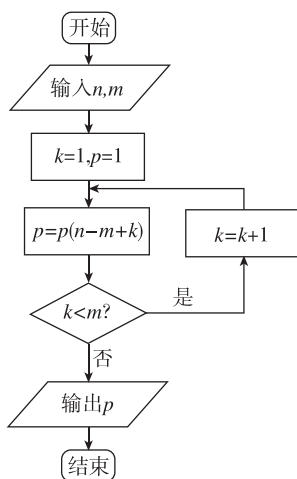 开始
输入n,m
k=1,p=1
p=p(n-m+k)
k=k+1
k<m?
是
否
输出p
结束